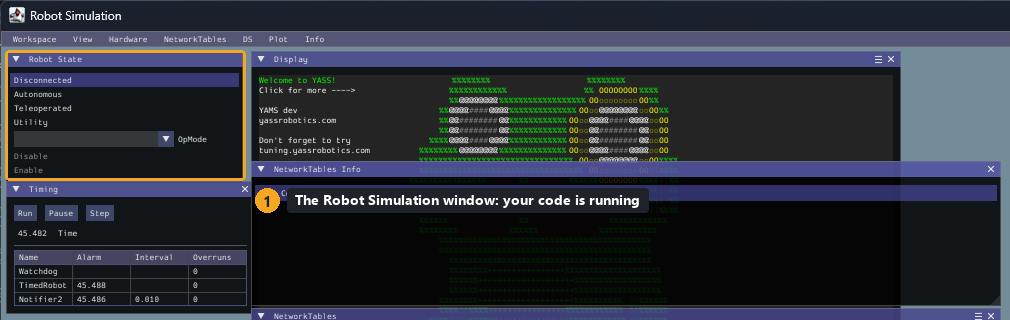 Robot Simulation
Workspace View Hardware NetworkTables DS Plot Info
Robot State
Disconnected
Autonomous
Teleoperated
Utility
OpMode
Disable
Enable
Timing
Run Pause Step
45.482 Time
Name Alarm Interval Overruns
Watchdog 0
TimedRobot 45.488 0
Notifier2 45.486 0.010 0
Display
Welcome to YASS!
Click for more ---->
YAMS dev
yassrobotics.com
Don't forget to try
tuning.yassrobotics.com
NetworkTables Info
1 The Robot Simulation window: your code is running
NetworkTables